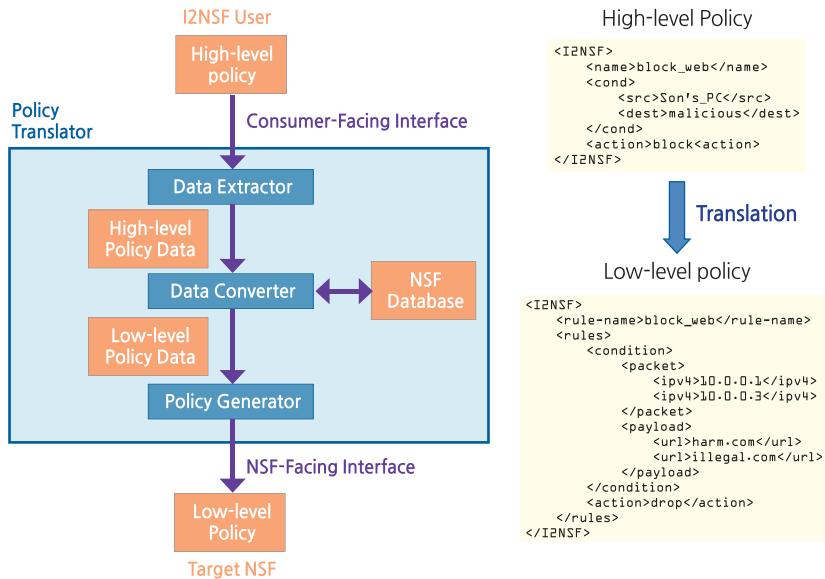 I2NSF User
High-level
policy
Policy
Translator
Consumer-Facing Interface
Data Extractor
High-level
Policy Data
Data Converter
NSF
Database
Low-level
Policy Data
Policy Generator
NSF-Facing Interface
Low-level
Policy
Target NSF
High-level Policy
<I2NSF>
<name>block_web</name>
<cond>
<src>Son's_PC</src>
<dest>malicious</dest>
</cond>
<action>block<action>
</I2NSF>
Translation
Low-level policy
<I2NSF>
<rule-name>block_web</rule-name>
<rules>
<condition>
<packet>
<ipv4>10.0.0.1</ipv4>
<ipv4>10.0.0.3</ipv4>
</packet>
<payload>
<url>harm.com</url>
<url>illegal.com</url>
</payload>
</condition>
<action>drop</action>
</rules>
</I2NSF>